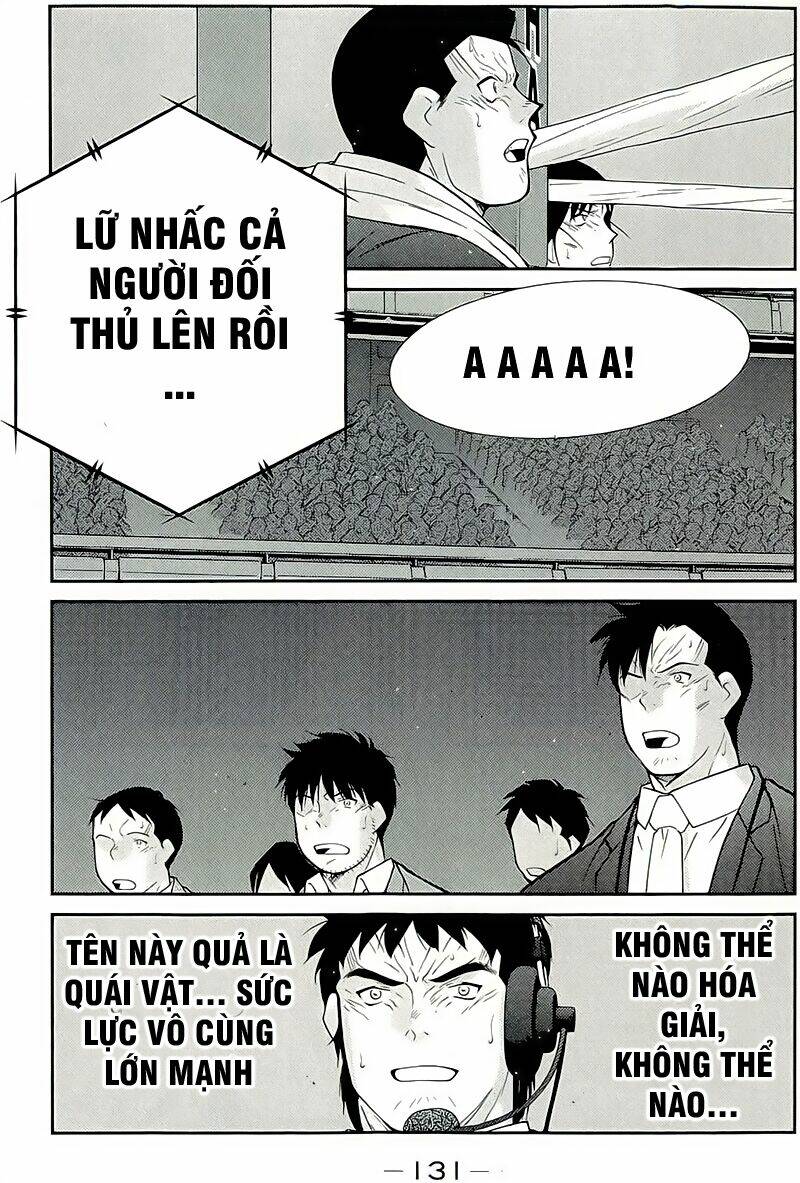 LỮ NHẤC CẢ
NGƯỜI ĐỐI
THỦ LÊN RỒI
...
A A A A A!
KHÔNG THỂ
NÀO HÓA
GIẢI,
KHÔNG THỂ
NÀO...
TÊN NÀY QUẢ LÀ
QUÁI VẬT... SỨC
LỰC VÔ CÙNG
LỚN MẠNH
—131—